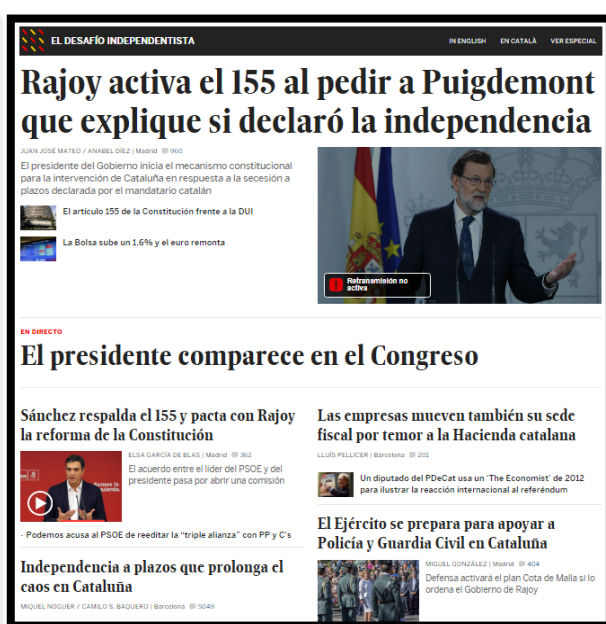 EL DESAFÍO INDEPENDENTISTA
IN ENGLISH EN CATALÀ VER ESPECIAL
Rajoy activa el 155 al pedir a Puigdemont
que explique si declaró la independencia
JUAN JOSÉ MATEO / ANABEL DÍEZ | Madrid 960
El presidente del Gobierno inicia el mecanismo constitucional
para la intervención de Cataluña en respuesta a la secesión a
plazos declarada por el mandatario catalán
El artículo 155 de la Constitución frente a la DUI
La Bolsa sube un 1,6% y el euro remonta
Retransmisión no
activa
EN DIRECTO
El presidente comparece en el Congreso
Sánchez respalda el 155 y pacta con Rajoy
la reforma de la Constitución
ELSA GARCÍA DE BLAS | Madrid 362
El acuerdo entre el líder del PSOE y del
presidente pasa por abrir una comisión
· Podemos acusa al PSOE de reeditar la “triple alianza” con PP y C's
Independencia a plazos que prolonga el
caos en Cataluña
MIQUEL NOGUER / CAMILO S. BAQUERO | Barcelona 5049
Las empresas mueven también su sede
fiscal por temor a la Hacienda catalana
LLUÍS PELLICER | Barcelona 201
Un diputado del PDeCat usa un 'The Economist' de 2012
para ilustrar la reacción internacional al referéndum
El Ejército se prepara para apoyar a
Policía y Guardia Civil en Cataluña
MIGUEL GONZÁLEZ | Madrid 404
Defensa activará el plan Cota de Malla si lo
ordena el Gobierno de Rajoy